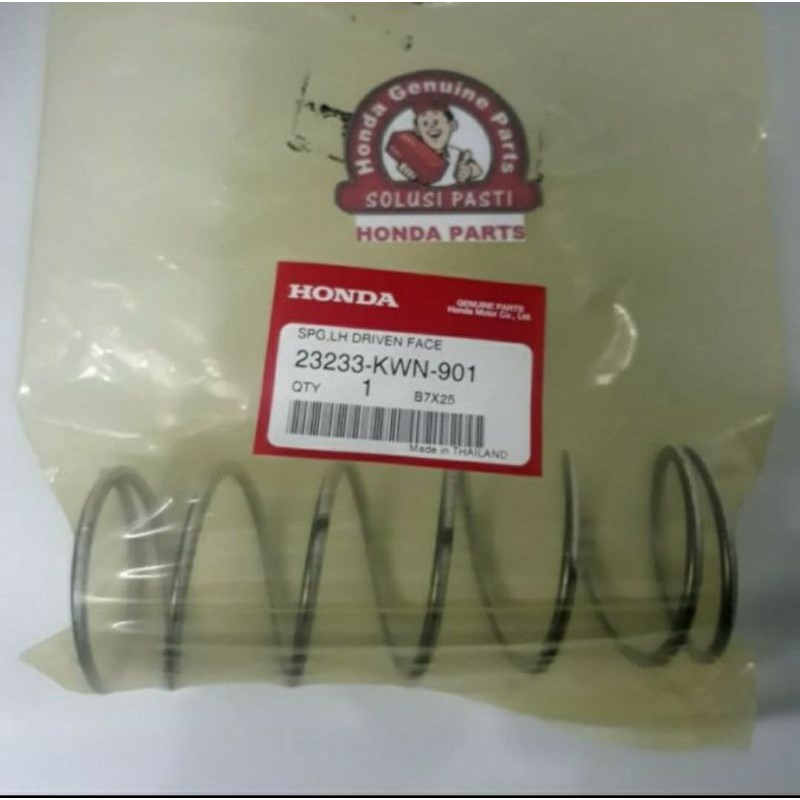 Honda Genuine Parts
SOLUSI PASTI
HONDA PARTS
HONDA
GENUINE PARTS
Honda Motor Co., Ltd.
SPG,LH DRIVEN FACE
23233-KWN-901
QTY 1 B7X25
Made in THAILAND